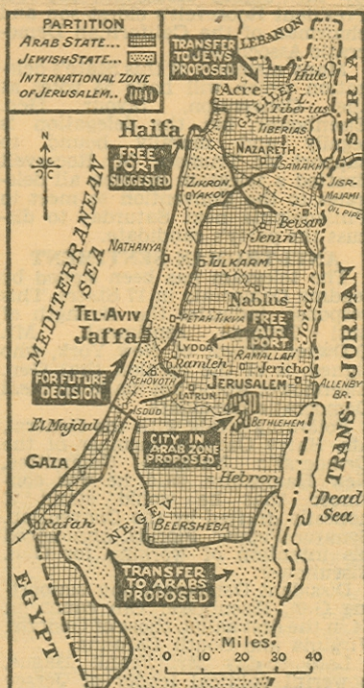 PARTITION
ARAB STATE...
JEWISH STATE...
INTERNATIONAL ZONE
OF JERUSALEM..
TRANSFER
TO JEWS
PROPOSED
LEBANON
SYRIA
Acre
GALILEE
Hule
L.
Tiberias
TIBERIAS
Haifa
NAZARETH
SAMAKH
FREE
PORT
SUGGESTED
ZIKRON
YAKOV
JISR-
MAJAMI
OIL PIPE
Beisan
Jenin
MEDITERRANEAN
SEA
NATHANYA
TULKARM
Nablus
Jordan
TEL-AVIV
Jaffa
PETAH TIKVA
FREE
AIR
PORT
LYDDA
RAMALLAH
Ramleh
Jericho
REHOVOTH
FOR FUTURE
DECISION
JERUSALEM
ALLENBY
BR.
LATRUN
TRANS-JORDAN
El Majdal
BETHLEHEM
CITY IN
ARAB ZONE
PROPOSED
GAZA
Hebron
Dead
Sea
Rafah
NEGEV
BEERSHEBA
EGYPT
TRANSFER
TO ARABS
PROPOSED
Miles
0 10 20 30 40